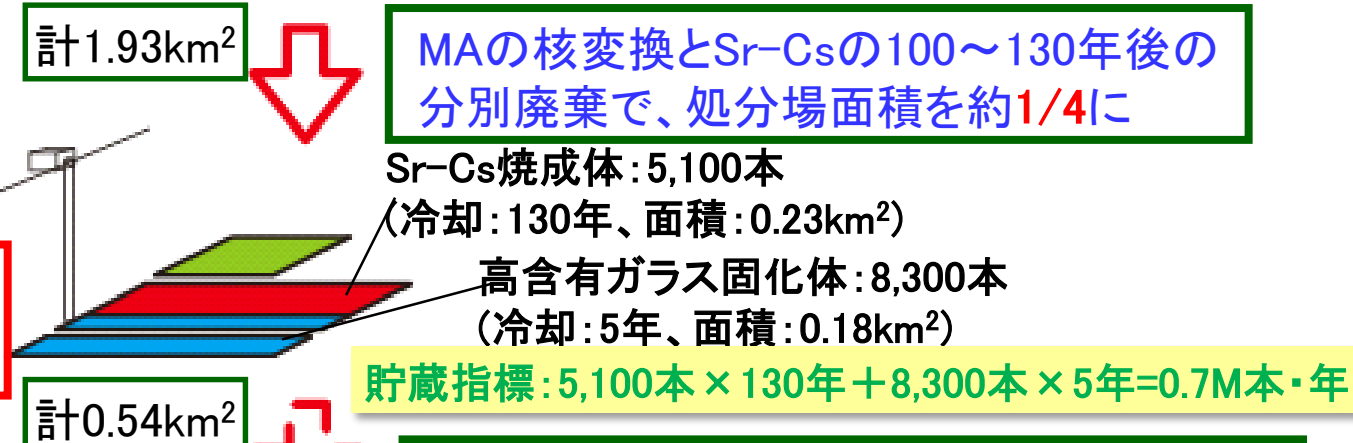 計1.93km²
MAの核変換とSr-Csの100～130年後の
分別廃棄で、処分場面積を約1/4に
Sr-Cs焼成体：5,100本
（冷却：130年、面積：0.23km²）
高含有ガラス固化体：8,300本
（冷却：5年、面積：0.18km²）
貯蔵指標：5,100本×130年＋8,300本×5年=0.7M本・年
計0.54km²